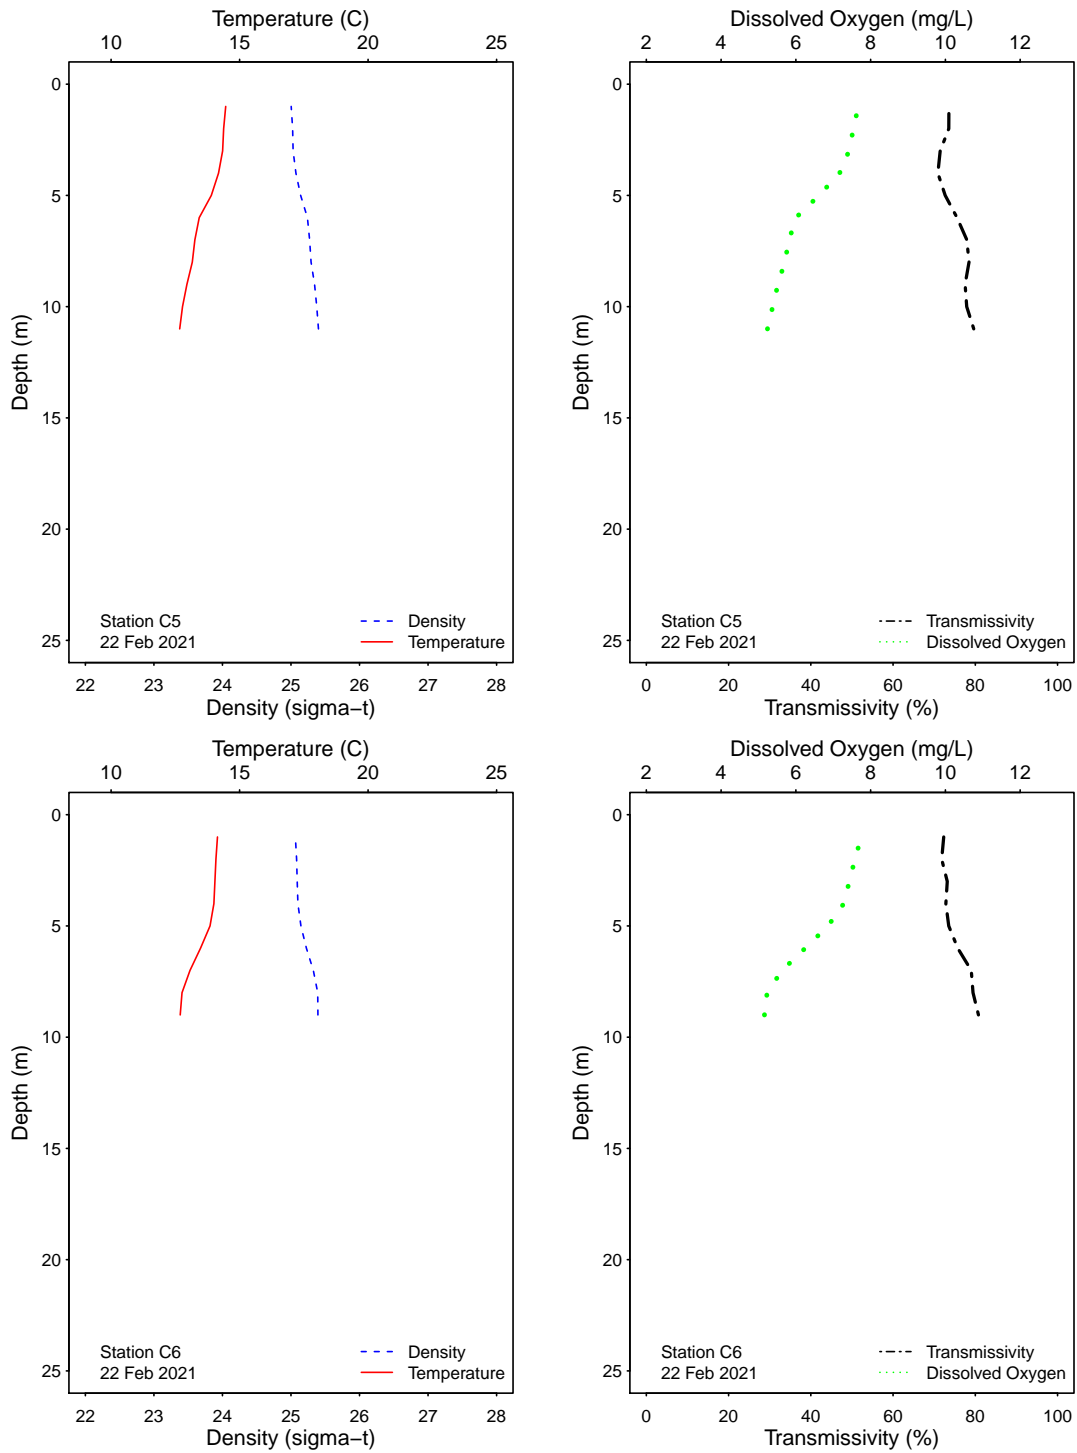 Temperature (C)
10 15 20 25
0
5
10
15
20
25
Depth (m)
Station C5
22 Feb 2021
Density
Temperature
22 23 24 25 26 27 28
Density (sigma−t)
Dissolved Oxygen (mg/L)
2 4 6 8 10 12
0
5
10
15
20
25
Depth (m)
Station C5
22 Feb 2021
Transmissivity
Dissolved Oxygen
0 20 40 60 80 100
Transmissivity (%)
Temperature (C)
10 15 20 25
0
5
10
15
20
25
Depth (m)
Station C6
22 Feb 2021
Density
Temperature
22 23 24 25 26 27 28
Density (sigma−t)
Dissolved Oxygen (mg/L)
2 4 6 8 10 12
0
5
10
15
20
25
Depth (m)
Station C6
22 Feb 2021
Transmissivity
Dissolved Oxygen
0 20 40 60 80 100
Transmissivity (%)